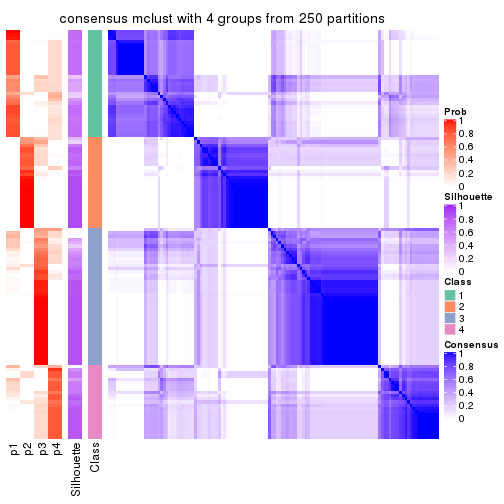 consensus mclust with 4 groups from 250 partitions
Prob
1
0.8
0.6
0.4
0.2
0
Silhouette
1
0.8
0.6
0.4
0.2
0
Class
1
2
3
4
Consensus
1
0.8
0.6
0.4
0.2
0
p1
p2
p3
p4
Silhouette
Class